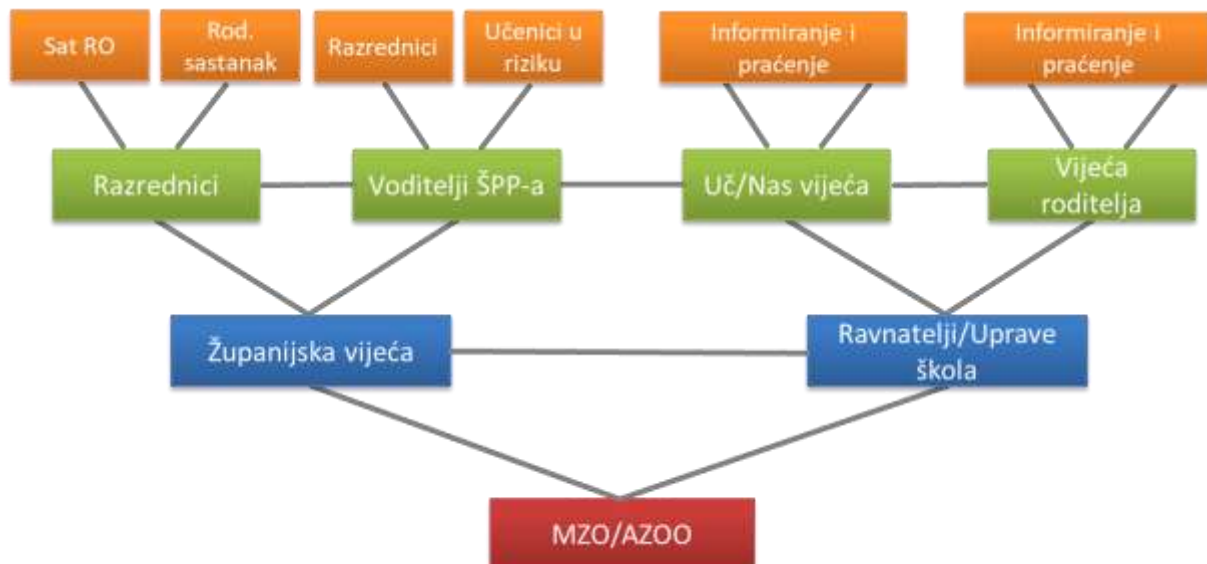 Sat RO
Rod.
sastanak
Razrednici
Učenici u
riziku
Informiranje i
praćenje
Informiranje i
praćenje
Razrednici
Voditelji ŠPP-a
Uč/Nas vijeća
Vijeća
roditelja
Županijska vijeća
Ravnatelji/Uprave
škola
MZO/AZOO